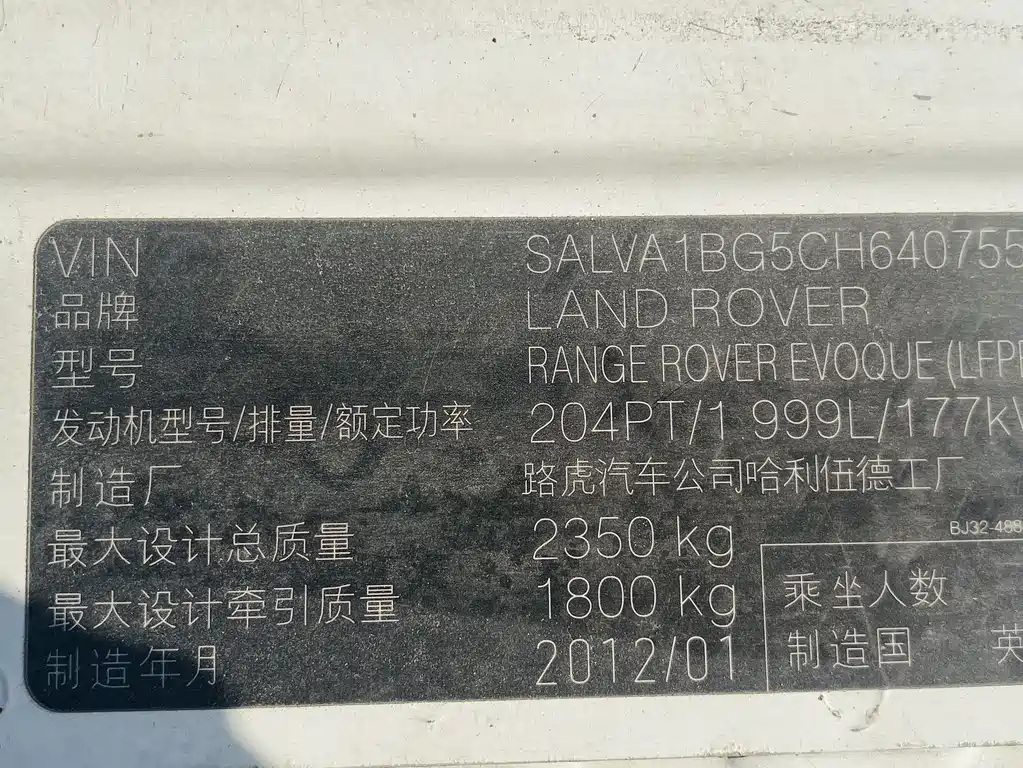 VIN SALVA1BG5CH640755
品牌 LAND ROVER
型号 RANGE ROVER EVOQUE (LFP
发动机型号/排量/额定功率 204PT/1.999L/177k
制造厂 路虎汽车公司哈利伍德工厂
最大设计总质量 2350 kg
BJ32-488
最大设计牵引质量 1800 kg 乘坐人数
制造年月 2012/01 制造国 英